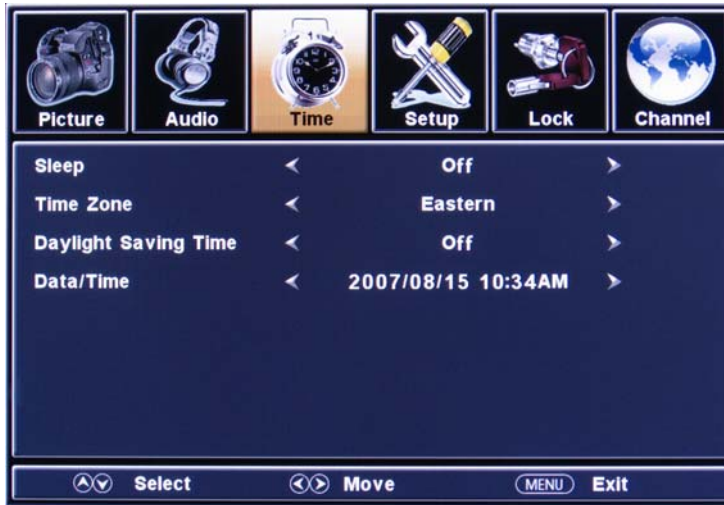 Picture Audio Time Setup Lock Channel
Sleep Off
Time Zone Eastern
Daylight Saving Time Off
Data/Time 2007/08/15 10:34AM
Select Move MENU Exit